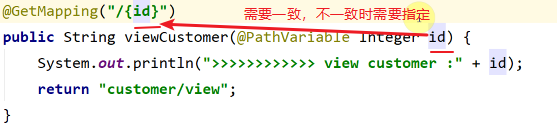 @GetMapping("/{id}")
需要一致，不一致时需要指定
public String viewCustomer(@PathVariable Integer id) {
System.out.println(">>>>>>>>>>>> view customer :" + id);
return "customer/view";
}